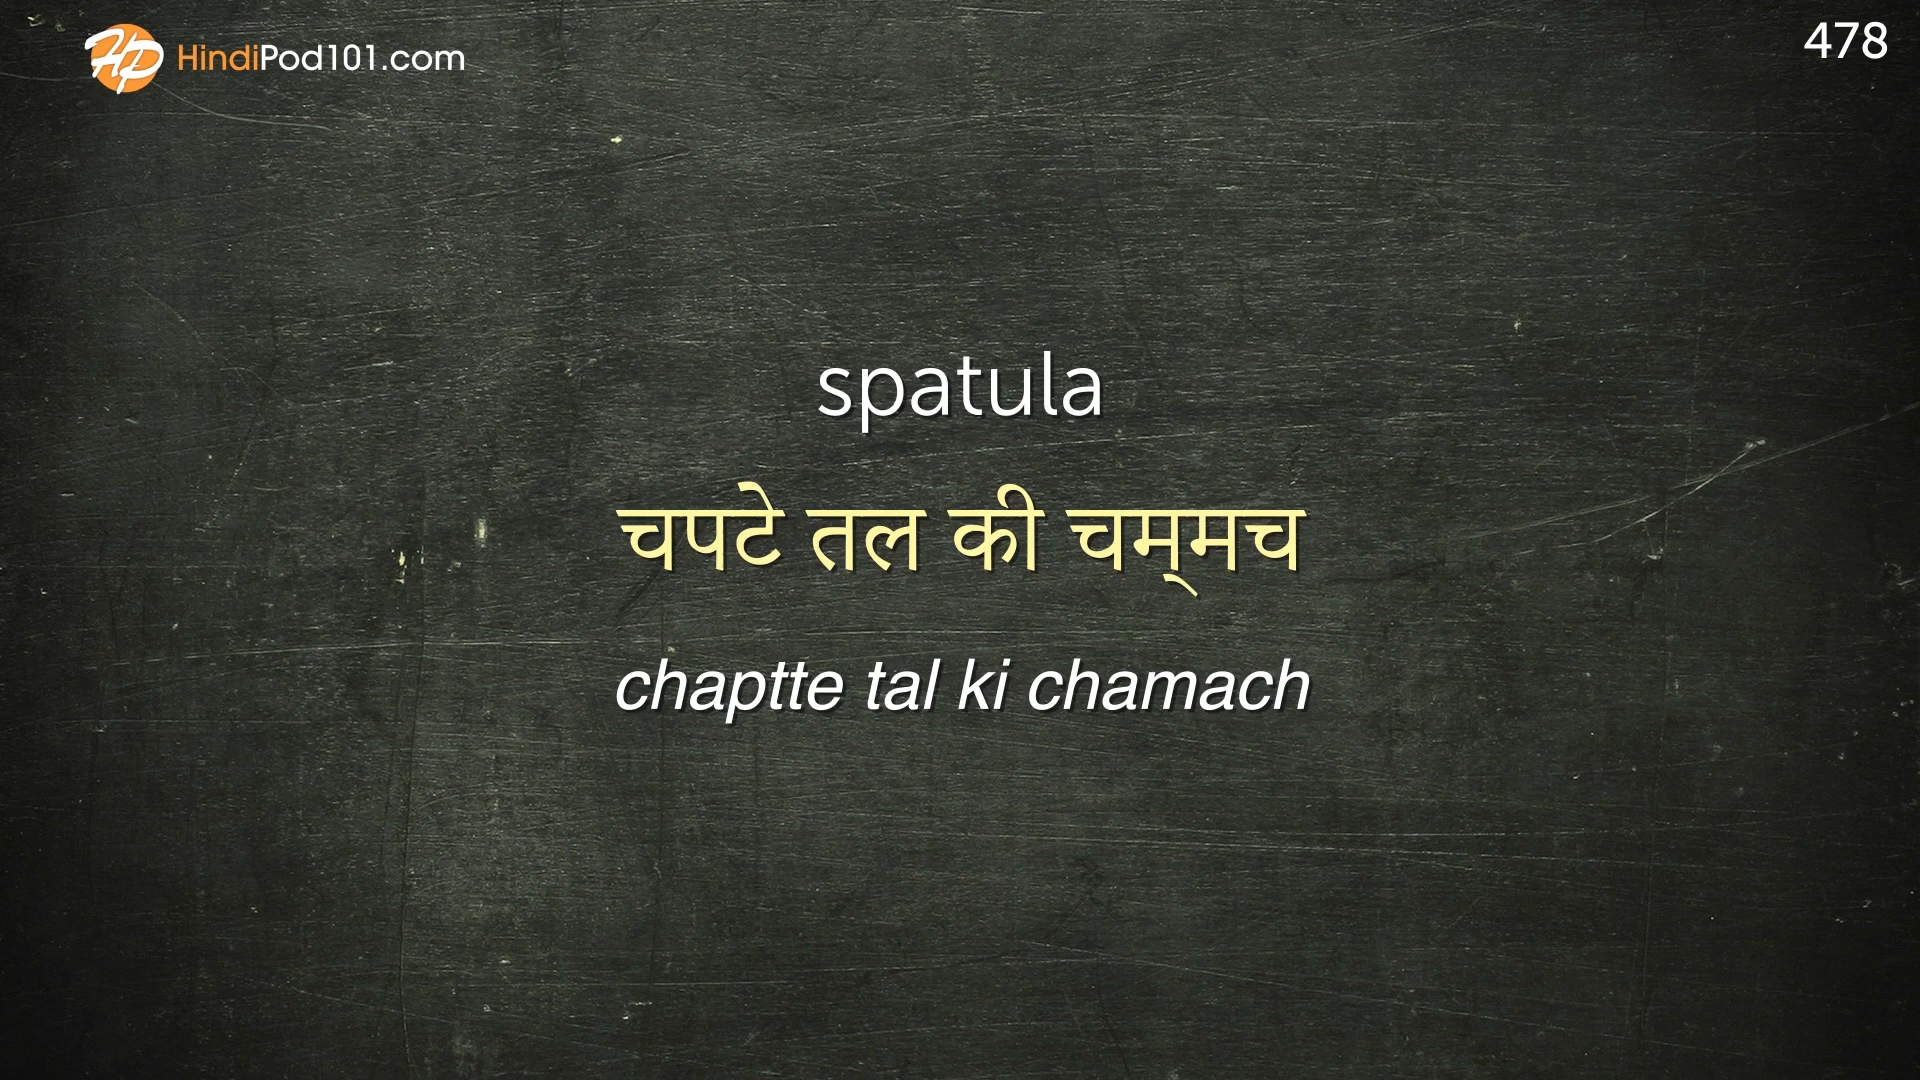 HindiPod101.com
478
spatula
चपटे तल की चम्‌मच
chaptte tal ki chamach